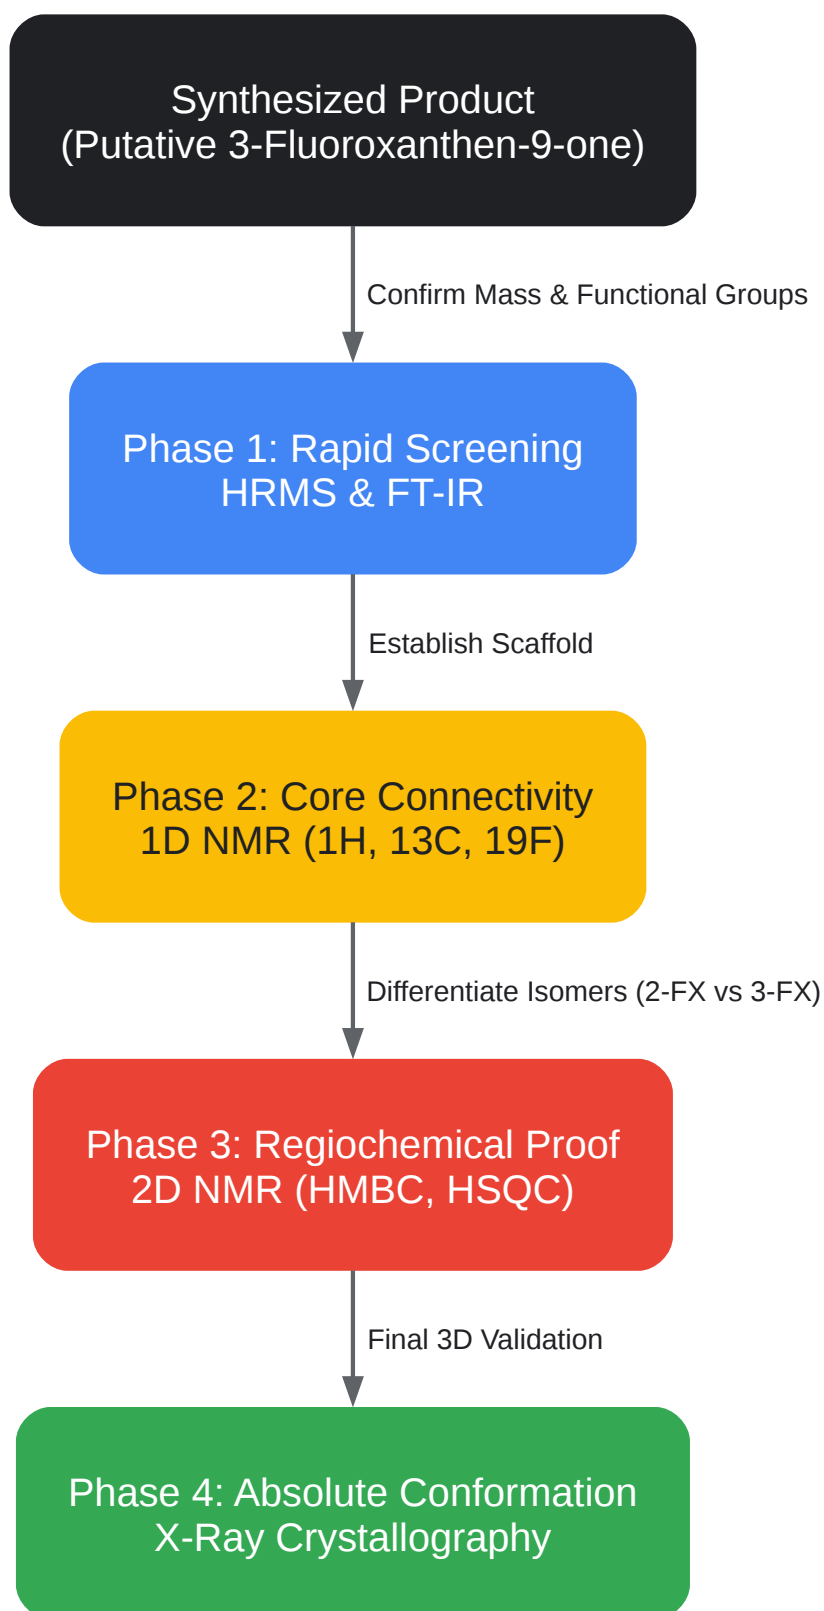 Synthesized Product
(Putative 3-Fluoroxanthen-9-one)
Confirm Mass & Functional Groups
Phase 1: Rapid Screening
HRMS & FT-IR
Establish Scaffold
Phase 2: Core Connectivity
1D NMR (1H, 13C, 19F)
Differentiate Isomers (2-FX vs 3-FX)
Phase 3: Regiochemical Proof
2D NMR (HMBC, HSQC)
Final 3D Validation
Phase 4: Absolute Conformation
X-Ray Crystallography